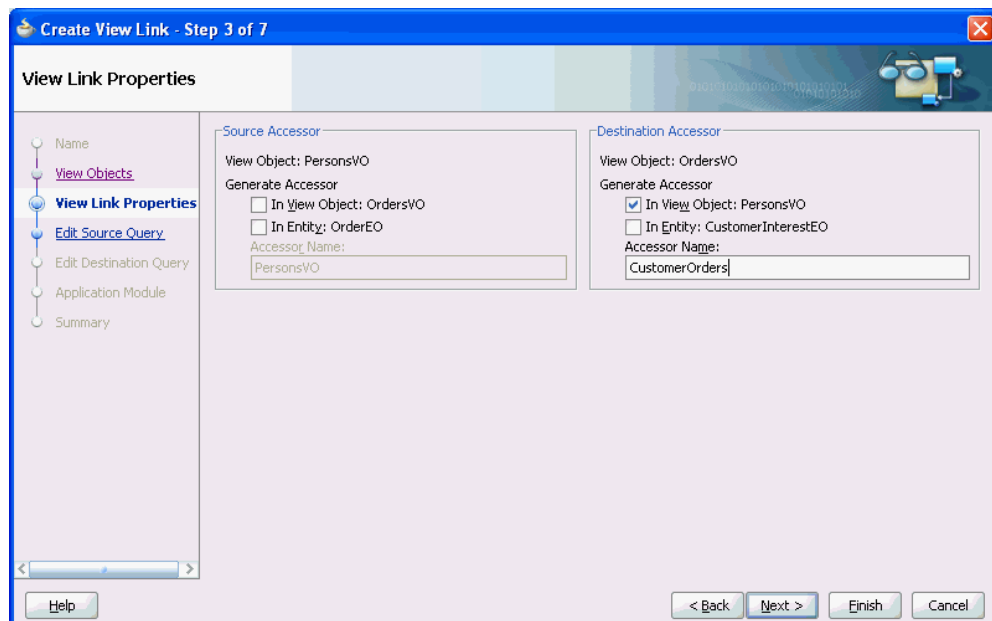 Create View Link - Step 3 of 7
View Link Properties
Name
View Objects
View Link Properties
Edit Source Query
Edit Destination Query
Application Module
Summary
Source Accessor
View Object: PersonsVO
Generate Accessor
In View Object: OrdersVO
In Entity: OrderEO
Accessor Name:
PersonsVO
Destination Accessor
View Object: OrdersVO
Generate Accessor
In View Object: PersonsVO
In Entity: CustomerInterestEO
Accessor Name:
CustomerOrders
Help
< Back
Next >
Finish
Cancel